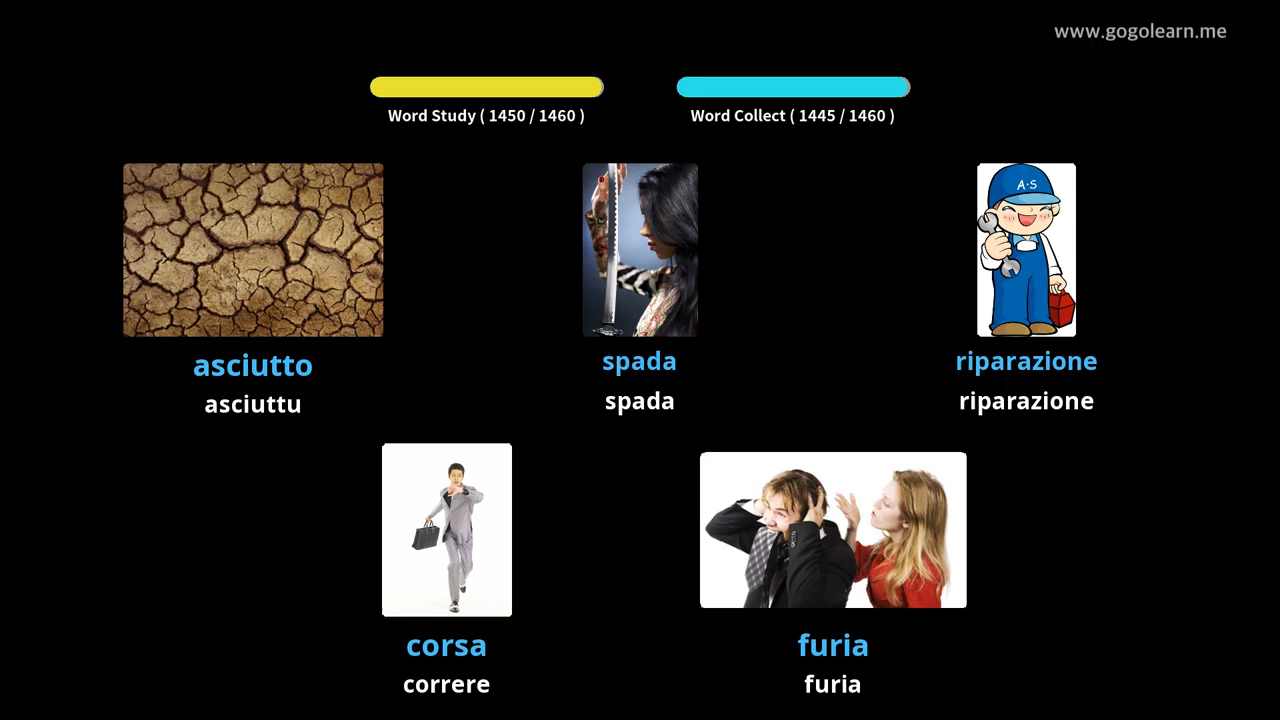 www.gogolearn.me
Word Study ( 1450 / 1460 )
Word Collect ( 1445 / 1460 )
A·S
asciutto
asciuttu
spada
spada
riparazione
riparazione
corsa
correre
furia
furia